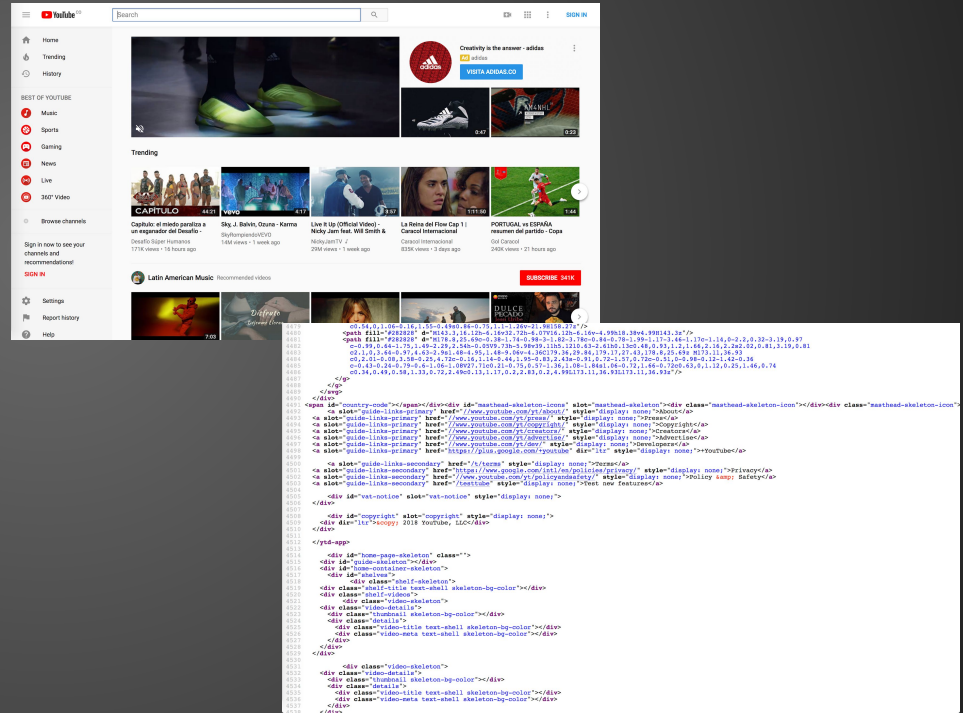 YouTube CO
Search
SIGN IN
Home
Trending
History
BEST OF YOUTUBE
Music
Sports
Gaming
News
Live
360° Video
Browse channels
Sign in now to see your
channels and
recommendations!
SIGN IN
Settings
Report history
Help
adidas
Creativity is the answer - adidas
Ad adidas
VISITA ADIDAS.CO
0:47
0:23
Trending
CAPÍTULO
44:21
Capítulo: el miedo paraliza a
un exganador del Desafío -
Desafío Súper Humanos
171K views • 16 hours ago
vevo
4:17
Sky, J. Balvin, Ozuna - Karma
SkyRompiendoVEVO
14M views • 1 week ago
3:57
Live It Up (Official Video) -
Nicky Jam feat. Will Smith &
NickyJamTV ♪
29M views • 1 week ago
1:11:50
La Reina del Flow Cap 1 |
Caracol Internacional
Caracol Internacional
835K views • 3 days ago
1:44
PORTUGAL vs ESPAÑA
resumen del partido - Copa
Gol Caracol
240K views • 21 hours ago
Latin American Music Recommended videos
SUBSCRIBE 341K
7:03
Disfruto
DULCE
PECADO
</g>
</g>
</svg>
</div>
<span id="country-code"></span></div><div id="masthead-skeleton-icons" slot="masthead-skeleton"><div class="masthead-skeleton-icon"></div><div class="masthead-skeleton-icon">
<a slot="guide-links-primary" href="//www.youtube.com/yt/about/" style="display: none;">About</a>
<a slot="guide-links-primary" href="//www.youtube.com/yt/press/" style="display: none;">Press</a>
<a slot="guide-links-primary" href="//www.youtube.com/yt/copyright/" style="display: none;">Copyright</a>
<a slot="guide-links-primary" href="//www.youtube.com/yt/creators/" style="display: none;">Creators</a>
<a slot="guide-links-primary" href="//www.youtube.com/yt/advertise/" style="display: none;">Advertise</a>
<a slot="guide-links-primary" href="//www.youtube.com/yt/dev/" style="display: none;">Developers</a>
<a slot="guide-links-primary" href="https://plus.google.com/+youtube" dir="ltr" style="display: none;">+YouTube</a>
<a slot="guide-links-secondary" href="/t/terms" style="display: none;">Terms</a>
<a slot="guide-links-secondary" href="https://www.google.com/intl/en/policies/privacy/" style="display: none;">Privacy</a>
<a slot="guide-links-secondary" href="//www.youtube.com/yt/policyandsafety/" style="display: none;">Policy &amp; Safety</a>
<a slot="guide-links-secondary" href="/testtube" style="display: none;">Test new features</a>
<div id="vat-notice" slot="vat-notice" style="display: none;">
</div>
<div id="copyright" slot="copyright" style="display: none;">
<div dir="ltr">&copy; 2018 YouTube, LLC</div>
</div>
</ytd-app>
<div id="home-page-skeleton" class="">
<div id="guide-skeleton"></div>
<div id="home-container-skeleton">
<div id="shelves">
<div class="shelf-skeleton">
<div class="shelf-title text-shell skeleton-bg-color"></div>
<div class="shelf-videos">
<div class="video-skeleton">
<div class="video-details">
<div class="thumbnail skeleton-bg-color"></div>
<div class="details">
<div class="video-title text-shell skeleton-bg-color"></div>
<div class="video-meta text-shell skeleton-bg-color"></div>
</div>
</div>
</div>
<div class="video-skeleton">
<div class="video-details">
<div class="thumbnail skeleton-bg-color"></div>
<div class="details">
<div class="video-title text-shell skeleton-bg-color"></div>
<div class="video-meta text-shell skeleton-bg-color"></div>
</div>
</div>